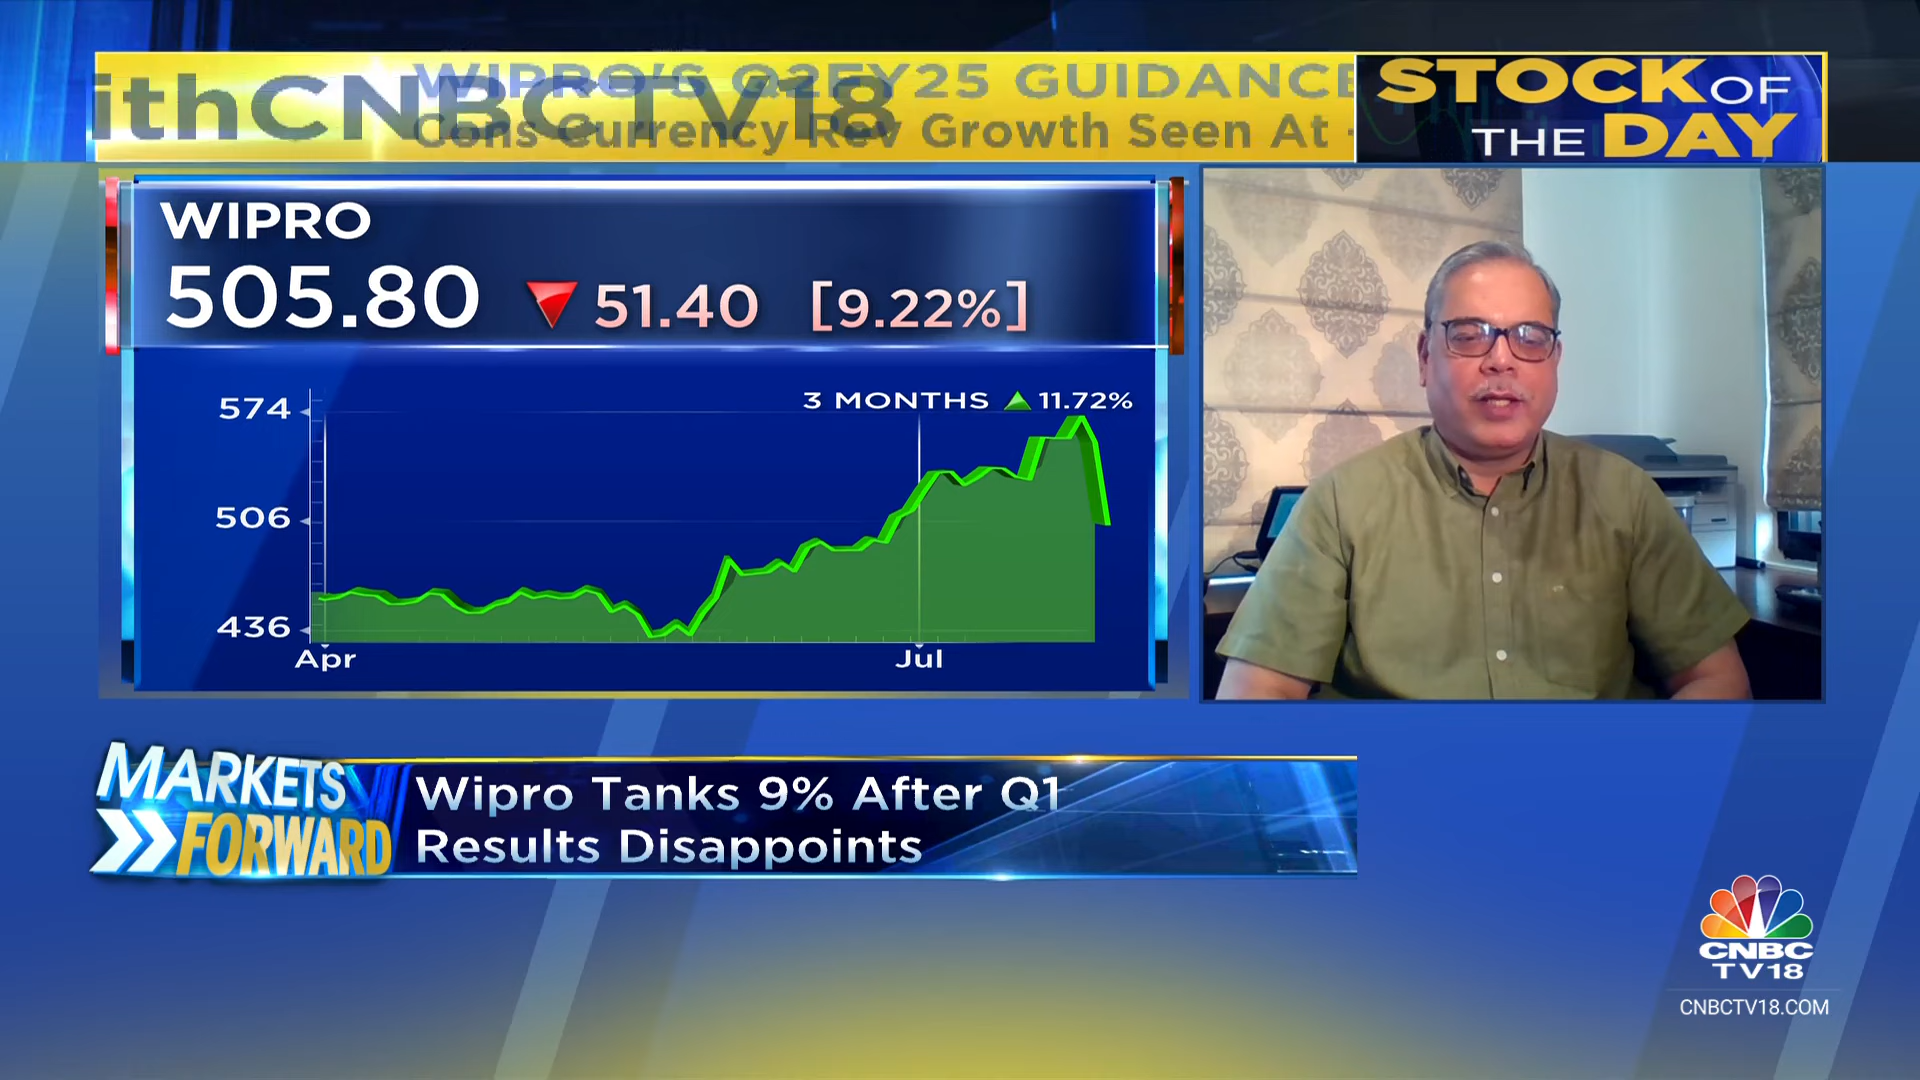 ithCNBCTV18
WIPRO'S Q2FY25 GUIDANCE
Cons Currency Rev Growth Seen At -
STOCK OF
THE DAY
WIPRO
505.80 51.40 [9.22%]
3 MONTHS 11.72%
574
506
436
Apr Jul
MARKETS
FORWARD
Wipro Tanks 9% After Q1
Results Disappoints
CNBC
TV18
CNBCTV18.COM